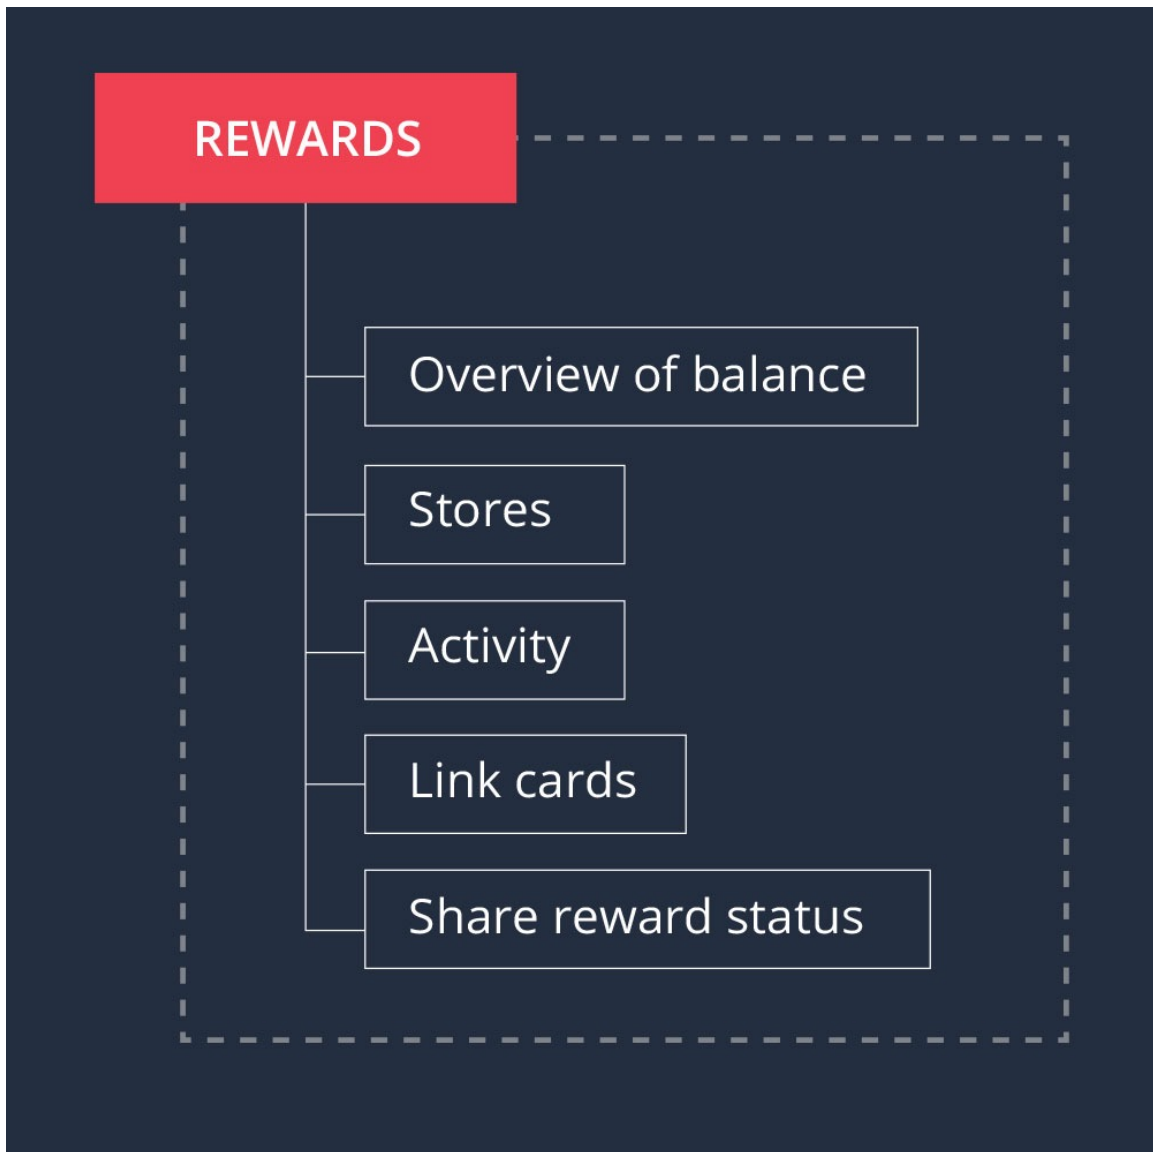 REWARDS
Overview of balance
Stores
Activity
Link cards
Share reward status